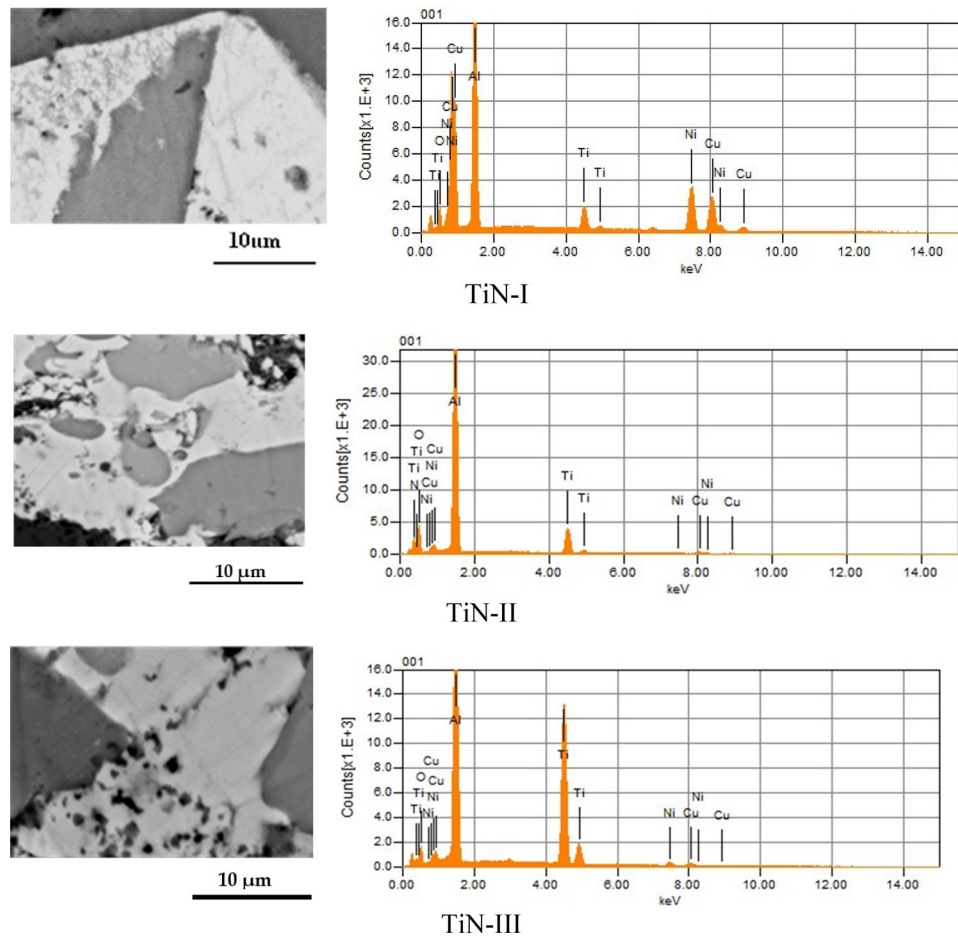 16.0 001
14.0
12.0
10.0
8.0
6.0
4.0
2.0
0.0
Counts[x1.E+3]
Cu
Al
Cu
Ni
O Ni
Ti
Ti
Ti
Ti
Ni
Cu
Ni
Cu
0.00 2.00 4.00 6.00 8.00 10.00 12.00 14.00
keV
10um
TiN-I
001
30.0
25.0
20.0
15.0
10.0
5.0
0.0
Counts[x1.E+3]
Al
O
Ti Cu
Ti Ni
N Cu
Ni
Ti
Ti
Ni
Ni
Cu
Cu
0.00 2.00 4.00 6.00 8.00 10.00 12.00 14.00
keV
10 μm
TiN-II
16.0 001
14.0
12.0
10.0
8.0
6.0
4.0
2.0
0.0
Counts[x1.E+3]
Al
Cu
O Cu
Ti Ni
Ti Ni
Ti
Ti
Ni
Ni
Cu
Cu
0.00 2.00 4.00 6.00 8.00 10.00 12.00 14.00
keV
10 μm
TiN-III